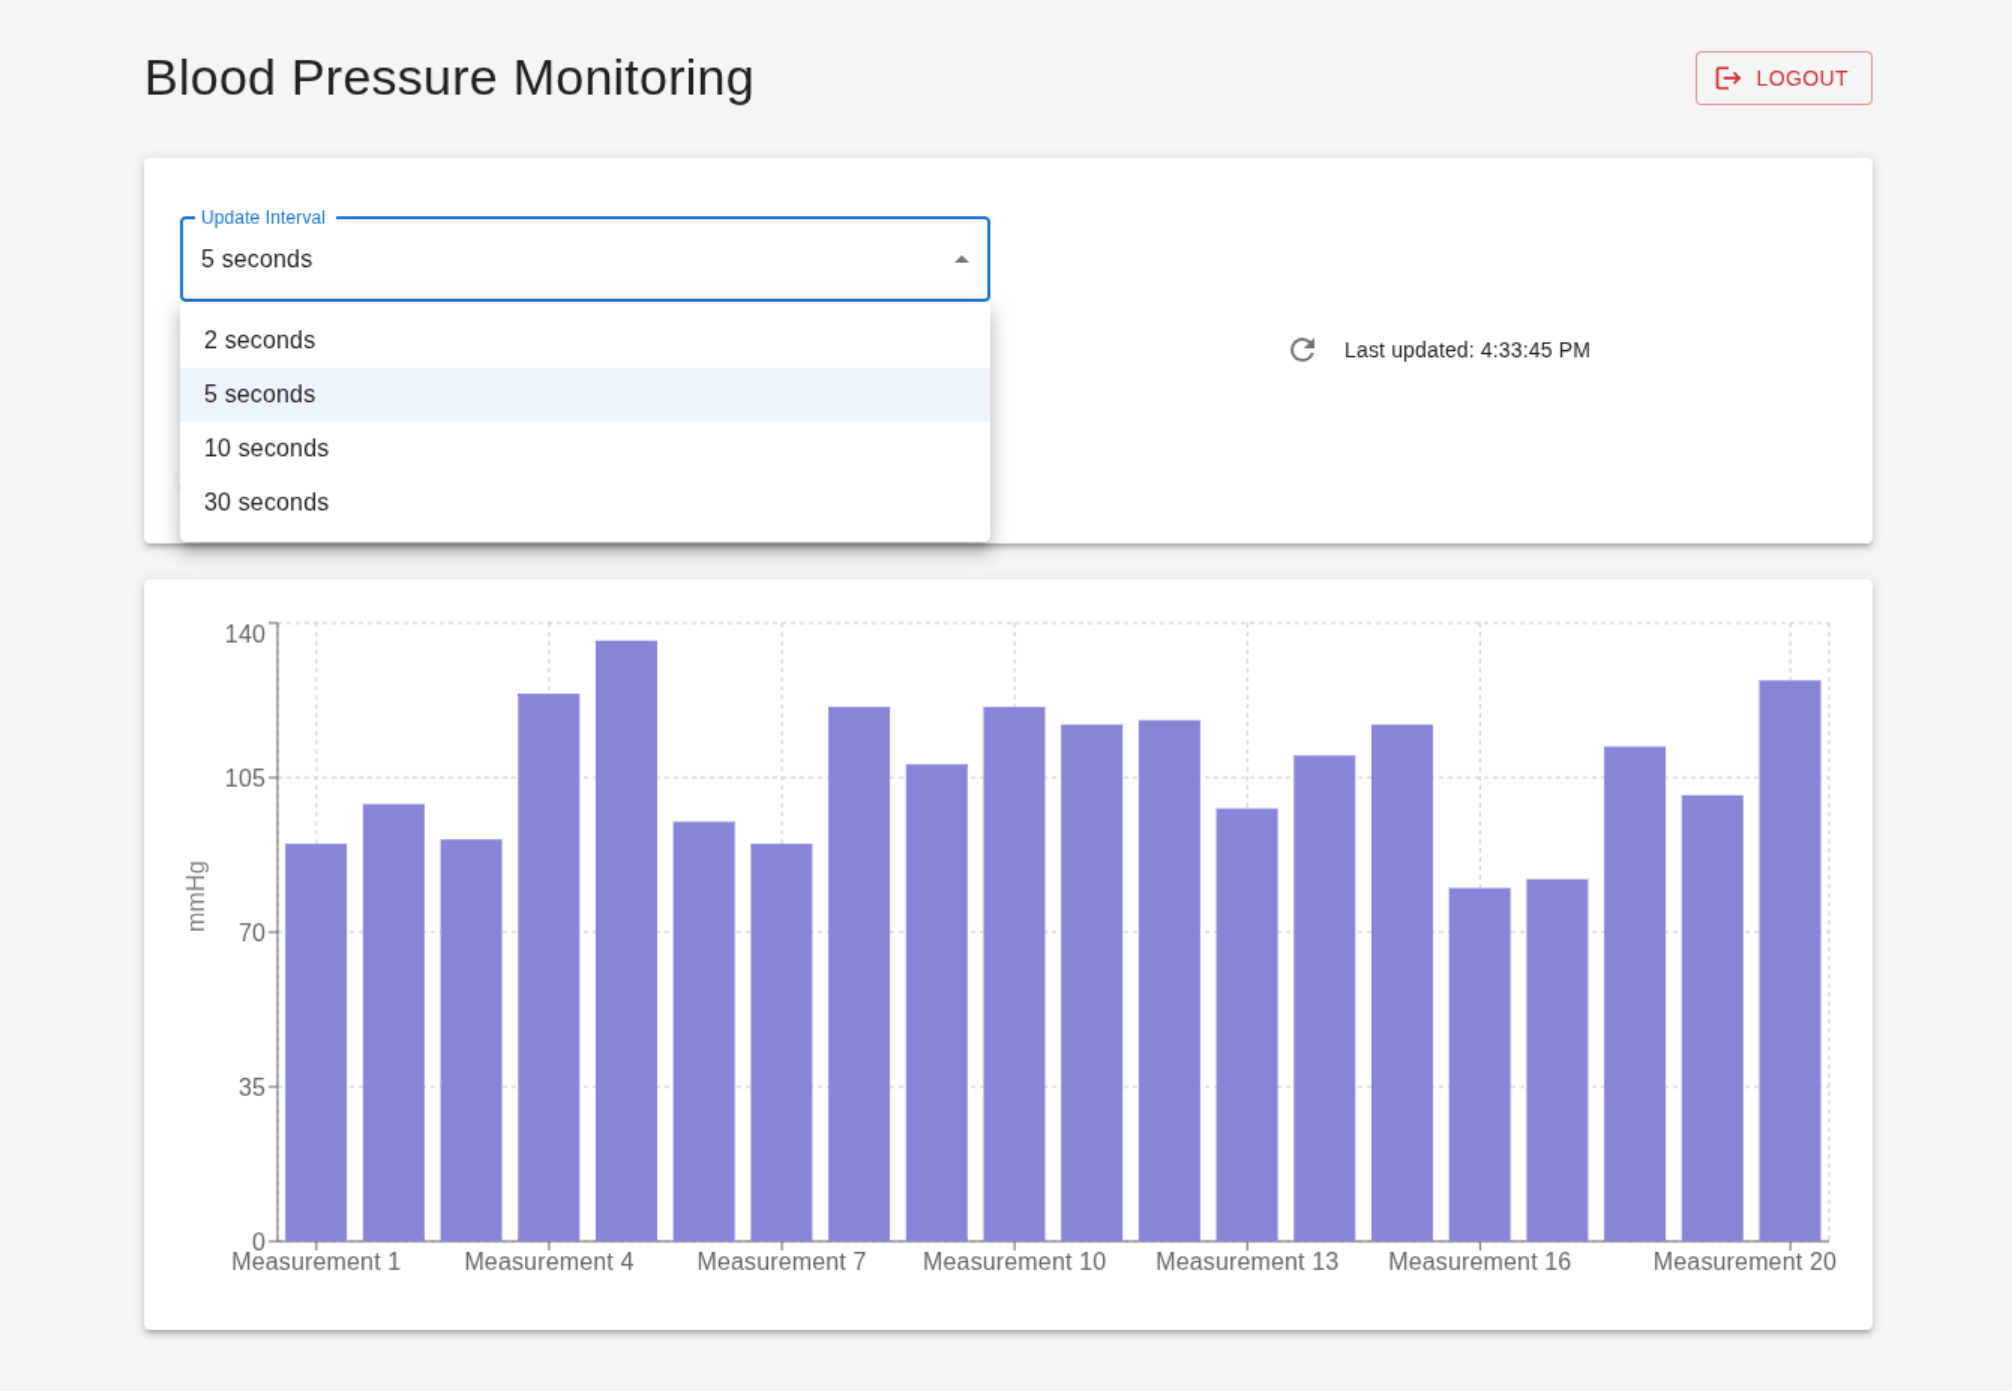 Blood Pressure Monitoring
LOGOUT
Update Interval
5 seconds
2 seconds
5 seconds
10 seconds
30 seconds
Last updated: 4:33:45 PM
140
105
70
35
0
mmHg
Measurement 1 Measurement 4 Measurement 7 Measurement 10 Measurement 13 Measurement 16 Measurement 20